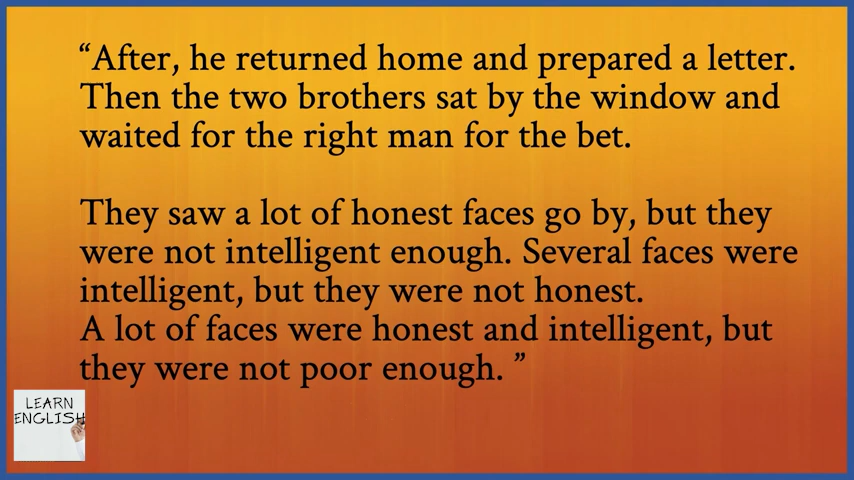 “After, he returned home and prepared a letter.
Then the two brothers sat by the window and
waited for the right man for the bet.
They saw a lot of honest faces go by, but they
were not intelligent enough. Several faces were
intelligent, but they were not honest.
A lot of faces were honest and intelligent, but
they were not poor enough. ”
LEARN
ENGLISH